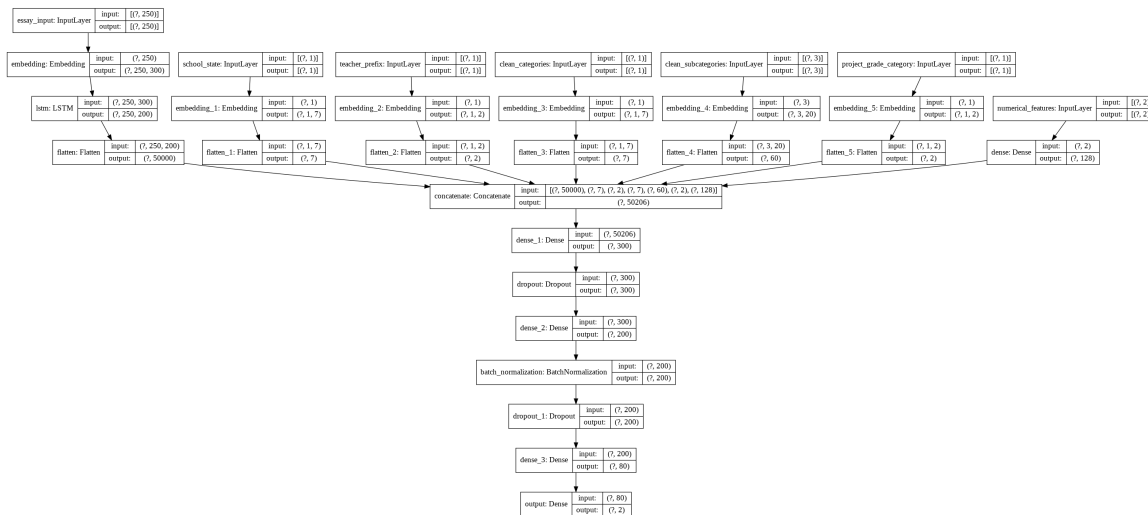 essay_input: InputLayer input: [(?, 250)]
output: [(?, 250)]
embedding: Embedding input: (?, 250)
output: (?, 250, 300)
school_state: InputLayer input: [(?, 1)]
output: [(?, 1)]
teacher_prefix: InputLayer input: [(?, 1)]
output: [(?, 1)]
clean_categories: InputLayer input: [(?, 1)]
output: [(?, 1)]
clean_subcategories: InputLayer input: [(?, 3)]
output: [(?, 3)]
project_grade_category: InputLayer input: [(?, 1)]
output: [(?, 1)]
lstm: LSTM input: (?, 250, 300)
output: (?, 250, 200)
embedding_1: Embedding input: (?, 1)
output: (?, 1, 7)
embedding_2: Embedding input: (?, 1)
output: (?, 1, 2)
embedding_3: Embedding input: (?, 1)
output: (?, 1, 7)
embedding_4: Embedding input: (?, 3)
output: (?, 3, 20)
embedding_5: Embedding input: (?, 1)
output: (?, 1, 2)
numerical_features: InputLayer input: [(?, 2
output: [(?, 2
flatten: Flatten input: (?, 250, 200)
output: (?, 50000)
flatten_1: Flatten input: (?, 1, 7)
output: (?, 7)
flatten_2: Flatten input: (?, 1, 2)
output: (?, 2)
flatten_3: Flatten input: (?, 1, 7)
output: (?, 7)
flatten_4: Flatten input: (?, 3, 20)
output: (?, 60)
flatten_5: Flatten input: (?, 1, 2)
output: (?, 2)
dense: Dense input: (?, 2)
output: (?, 128)
concatenate: Concatenate input: [(?, 50000), (?, 7), (?, 2), (?, 7), (?, 60), (?, 2), (?, 128)]
output: (?, 50206)
dense_1: Dense input: (?, 50206)
output: (?, 300)
dropout: Dropout input: (?, 300)
output: (?, 300)
dense_2: Dense input: (?, 300)
output: (?, 200)
batch_normalization: BatchNormalization input: (?, 200)
output: (?, 200)
dropout_1: Dropout input: (?, 200)
output: (?, 200)
dense_3: Dense input: (?, 200)
output: (?, 80)
output: Dense input: (?, 80)
output: (?, 2)